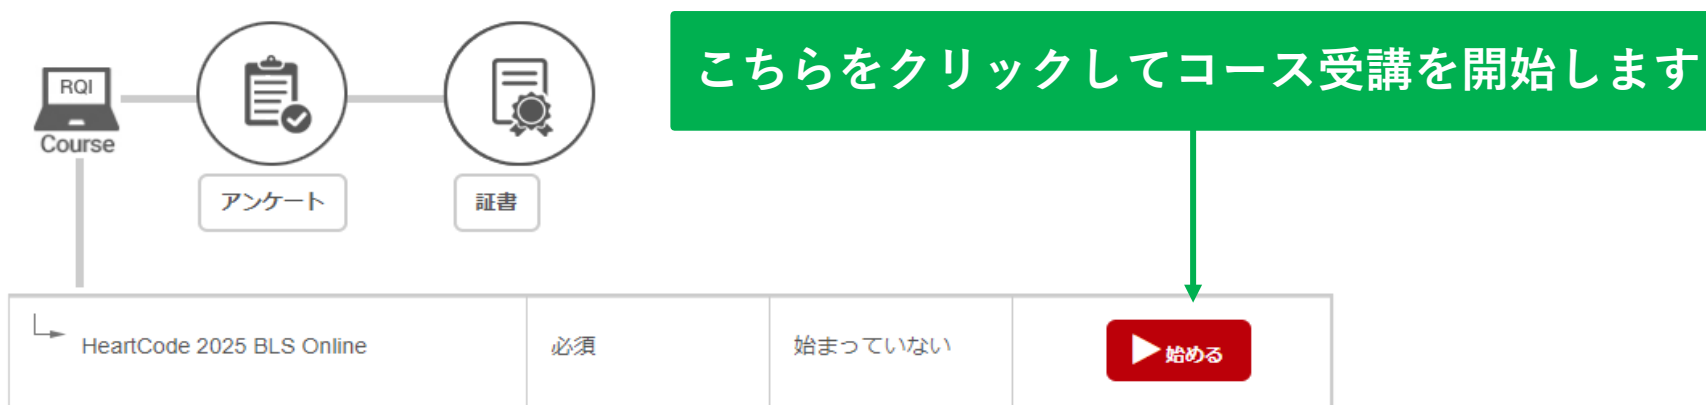 こちらをクリックしてコース受講を開始します
RQI
Course
アンケート
証書
HeartCode 2025 BLS Online
必須
始まっていない
始める